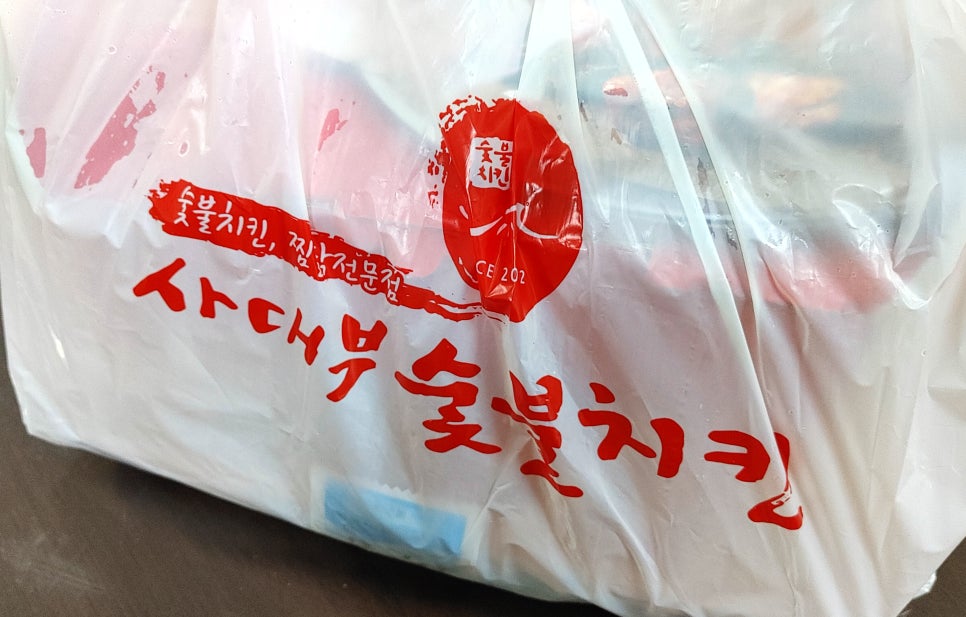 숯불
치킨
숯불치킨, 찜닭전문점
사대부숯불치킨